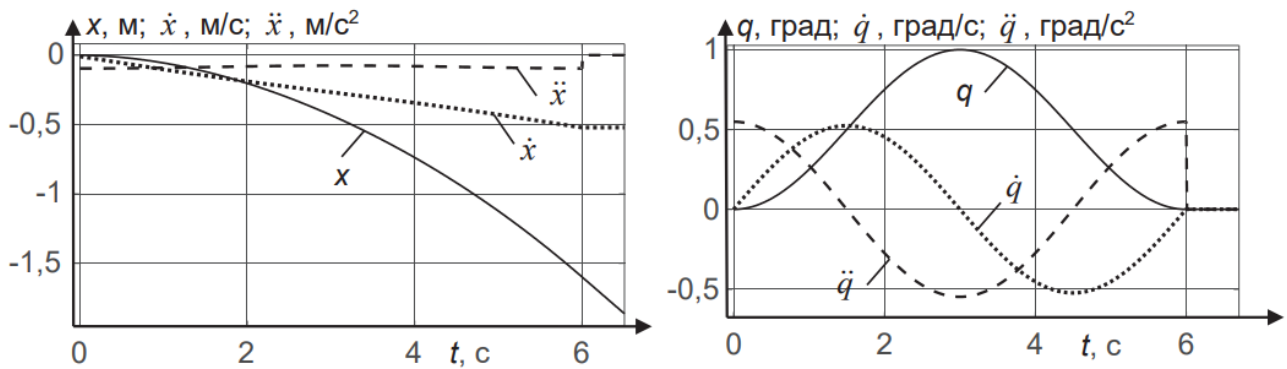 x, м; ẋ , м/с; ẍ , м/с²
0
-0,5
-1
-1,5
ẍ
ẋ
x
0
2
4
t, с
6
q, град; q̇ , град/с; q̈ , град/с²
1
0,5
0
-0,5
q
q̇
q̈
0
2
4
t, с
6